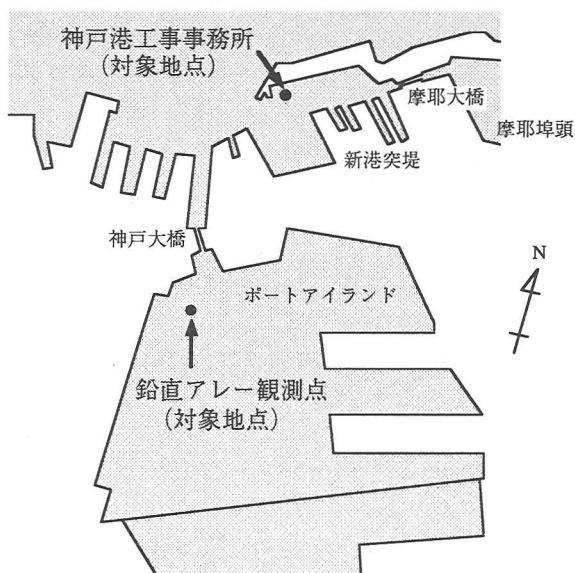 神戸港工事事務所
（対象地点）
摩耶大橋
摩耶埠頭
新港突堤
神戸大橋
N
ポートアイランド
鉛直アレー観測点
（対象地点）